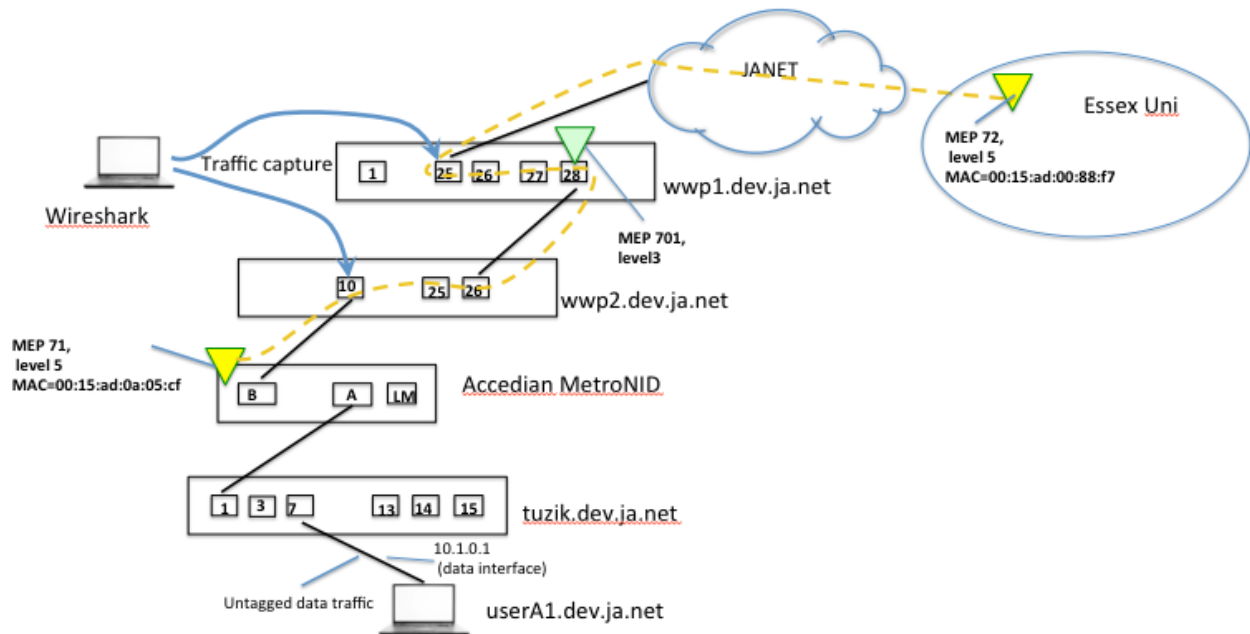 JANET
Essex Uni
MEP 72,
level 5
MAC=00:15:ad:00:88:f7
Traffic capture
Wireshark
1
25
26
27
28
wwp1.dev.ja.net
MEP 701,
level3
10
25
26
wwp2.dev.ja.net
MEP 71,
level 5
MAC=00:15:ad:0a:05:cf
B
A
LM
Accedian MetroNID
1
3
7
13
14
15
tuzik.dev.ja.net
10.1.0.1
(data interface)
Untagged data traffic
userA1.dev.ja.net